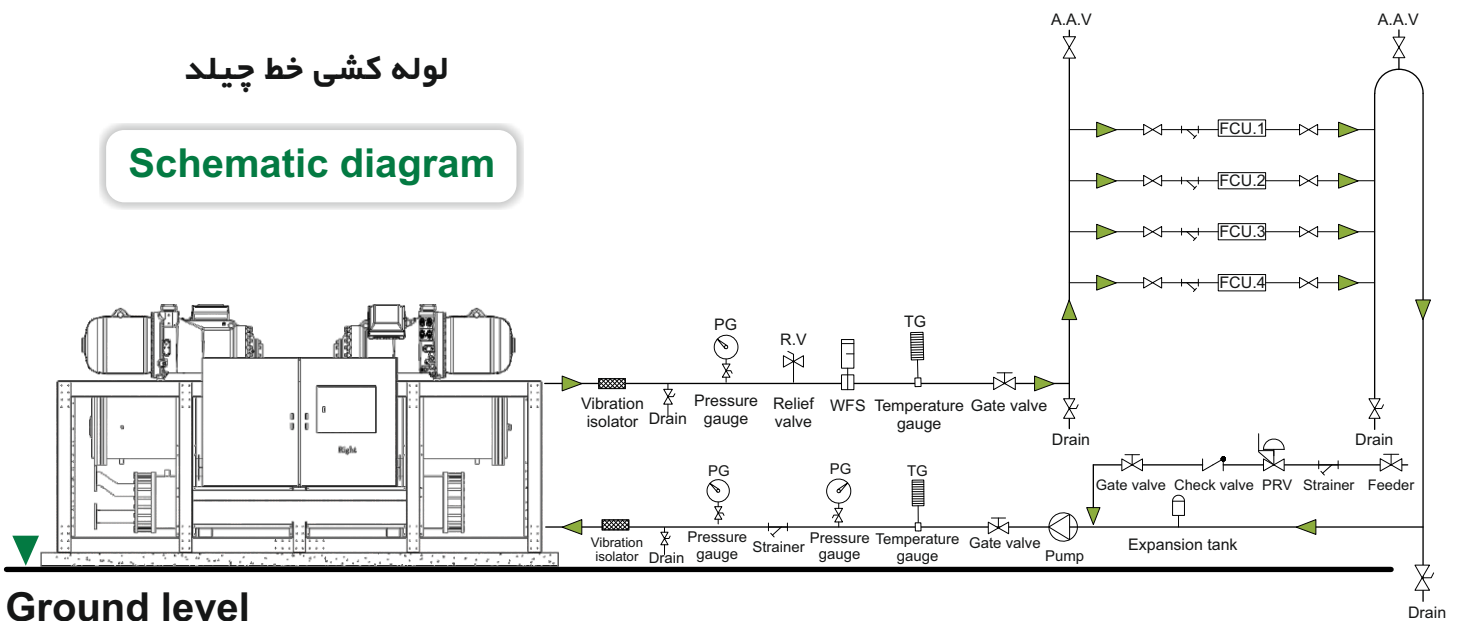 لوله کشی خط چیلد
Schematic diagram
A.A.V
A.A.V
FCU.1
FCU.2
FCU.3
FCU.4
PG
R.V
TG
Vibration
isolator
Drain
Pressure
gauge
Relief
valve
WFS
Temperature
gauge
Gate valve
Drain
Drain
Right
Gate valve
Check valve
PRV
Strainer
Feeder
PG
PG
TG
Vibration
isolator
Drain
Pressure
gauge
Strainer
Pressure
gauge
Temperature
gauge
Gate valve
Pump
Expansion tank
Drain
Ground level